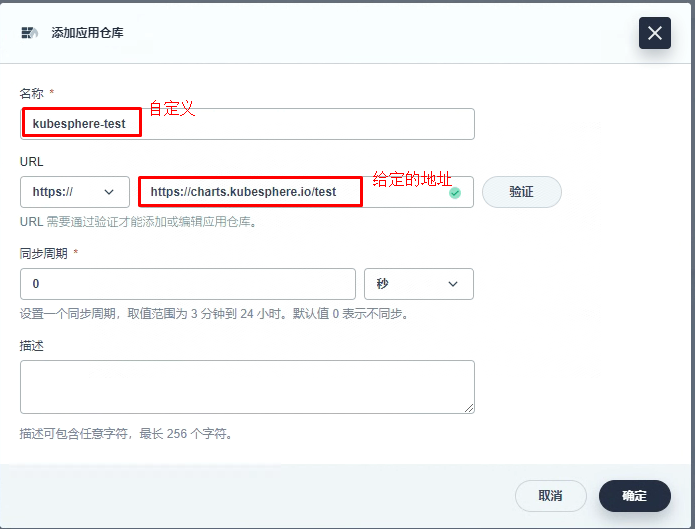 添加应用仓库
名称 *
自定义
kubesphere-test
URL
https://
https://charts.kubesphere.io/test
给定的地址
验证
URL 需要通过验证才能添加或编辑应用仓库。
同步周期 *
0
秒
设置一个同步周期，取值范围为 3 分钟到 24 小时。默认值 0 表示不同步。
描述
描述可包含任意字符，最长 256 个字符。
取消
确定